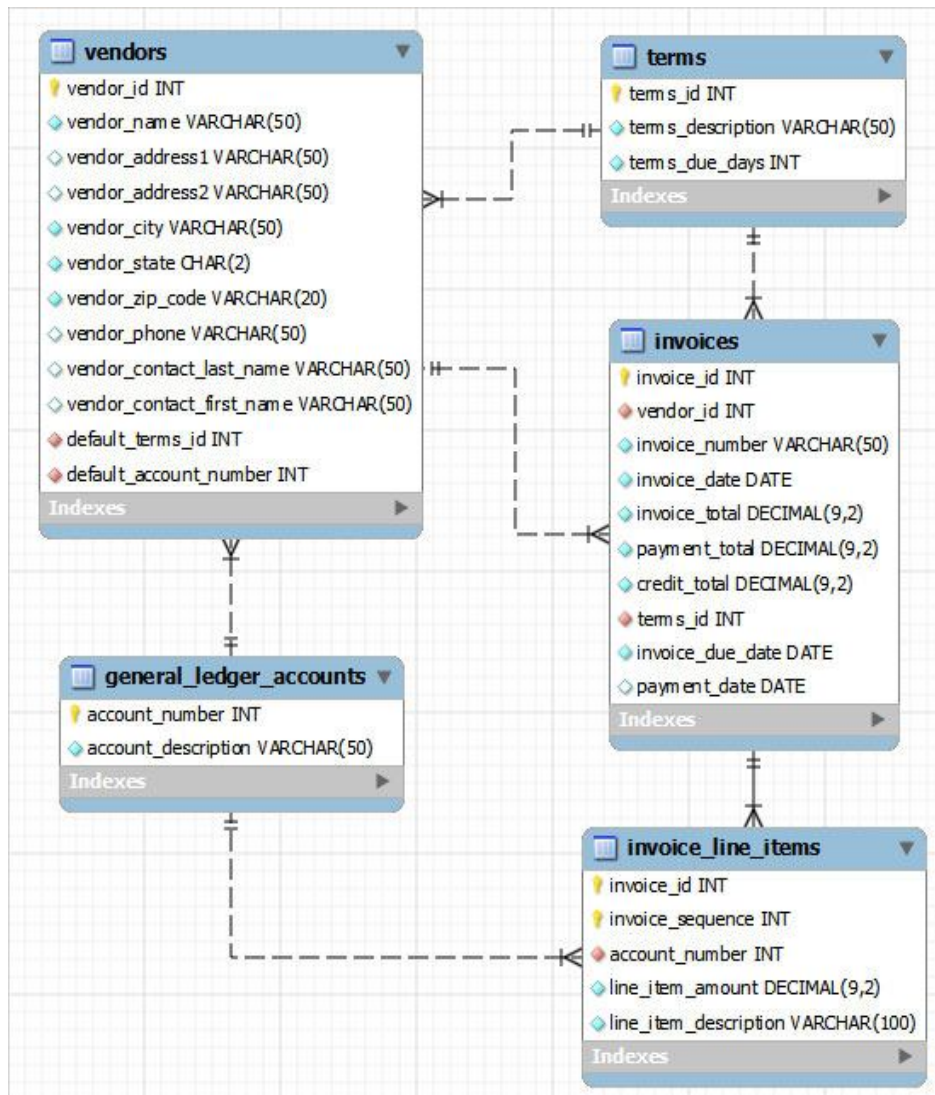 vendors
vendor_id INT
vendor_name VARCHAR(50)
vendor_address1 VARCHAR(50)
vendor_address2 VARCHAR(50)
vendor_city VARCHAR(50)
vendor_state CHAR(2)
vendor_zip_code VARCHAR(20)
vendor_phone VARCHAR(50)
vendor_contact_last_name VARCHAR(50)
vendor_contact_first_name VARCHAR(50)
default_terms_id INT
default_account_number INT
Indexes
terms
terms_id INT
terms_description VARCHAR(50)
terms_due_days INT
Indexes
invoices
invoice_id INT
vendor_id INT
invoice_number VARCHAR(50)
invoice_date DATE
invoice_total DECIMAL(9,2)
payment_total DECIMAL(9,2)
credit_total DECIMAL(9,2)
terms_id INT
invoice_due_date DATE
payment_date DATE
Indexes
general_ledger_accounts
account_number INT
account_description VARCHAR(50)
Indexes
invoice_line_items
invoice_id INT
invoice_sequence INT
account_number INT
line_item_amount DECIMAL(9,2)
line_item_description VARCHAR(100)
Indexes